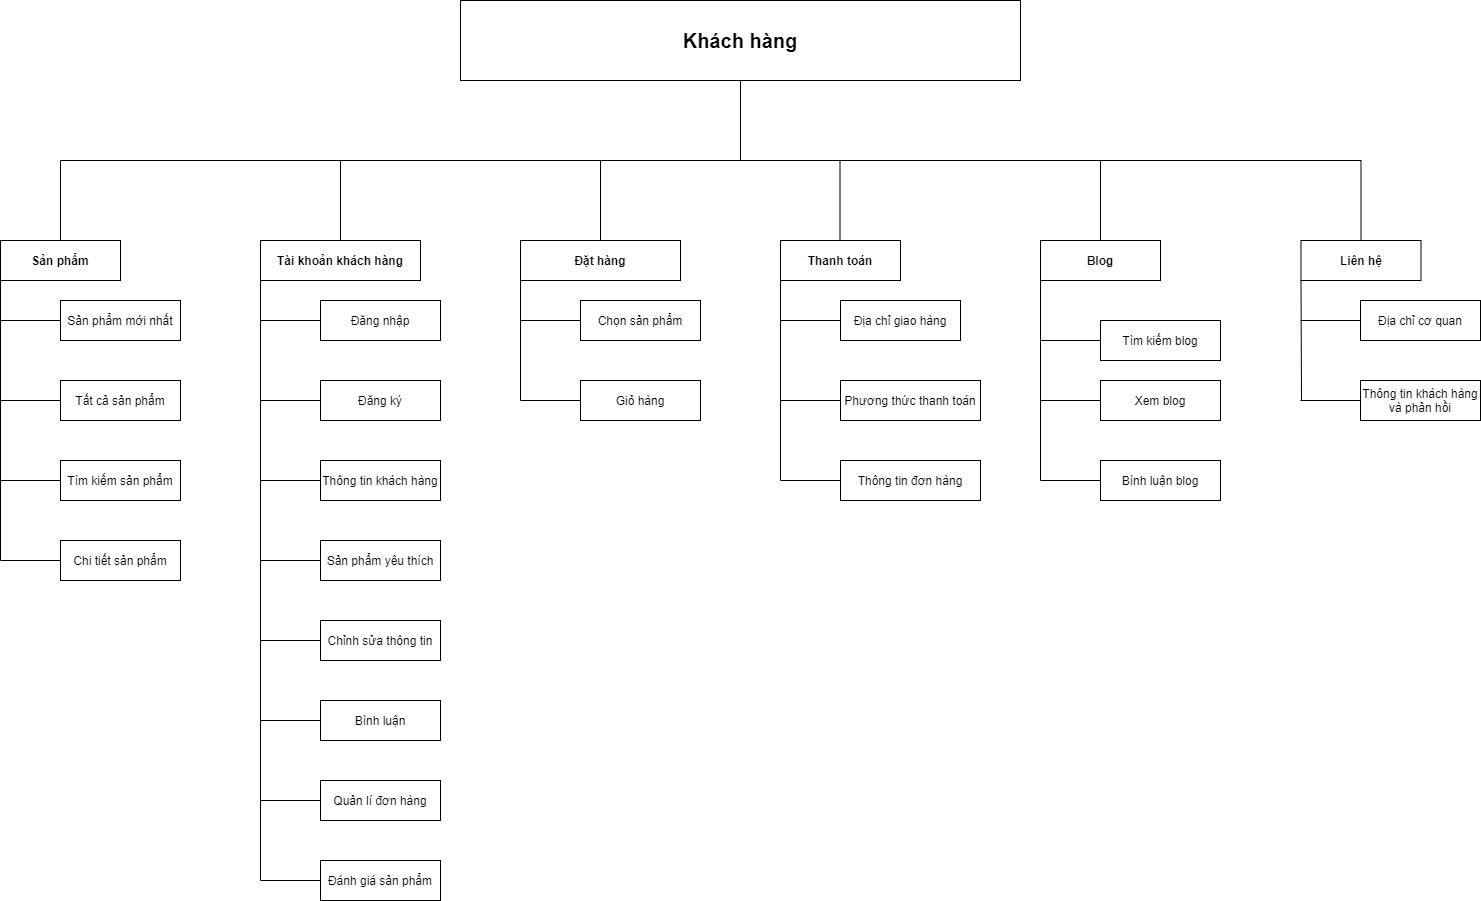 Khách hàng
Sản phẩm
Sản phẩm mới nhất
Tất cả sản phẩm
Tìm kiếm sản phẩm
Chi tiết sản phẩm
Tài khoản khách hàng
Đăng nhập
Đăng ký
Thông tin khách hàng
Sản phẩm yêu thích
Chỉnh sửa thông tin
Bình luận
Quản lí đơn hàng
Đánh giá sản phẩm
Đặt hàng
Chọn sản phẩm
Giỏ hàng
Thanh toán
Địa chỉ giao hàng
Phương thức thanh toán
Thông tin đơn hàng
Blog
Tìm kiếm blog
Xem blog
Bình luận blog
Liên hệ
Địa chỉ cơ quan
Thông tin khách hàng
và phản hồi